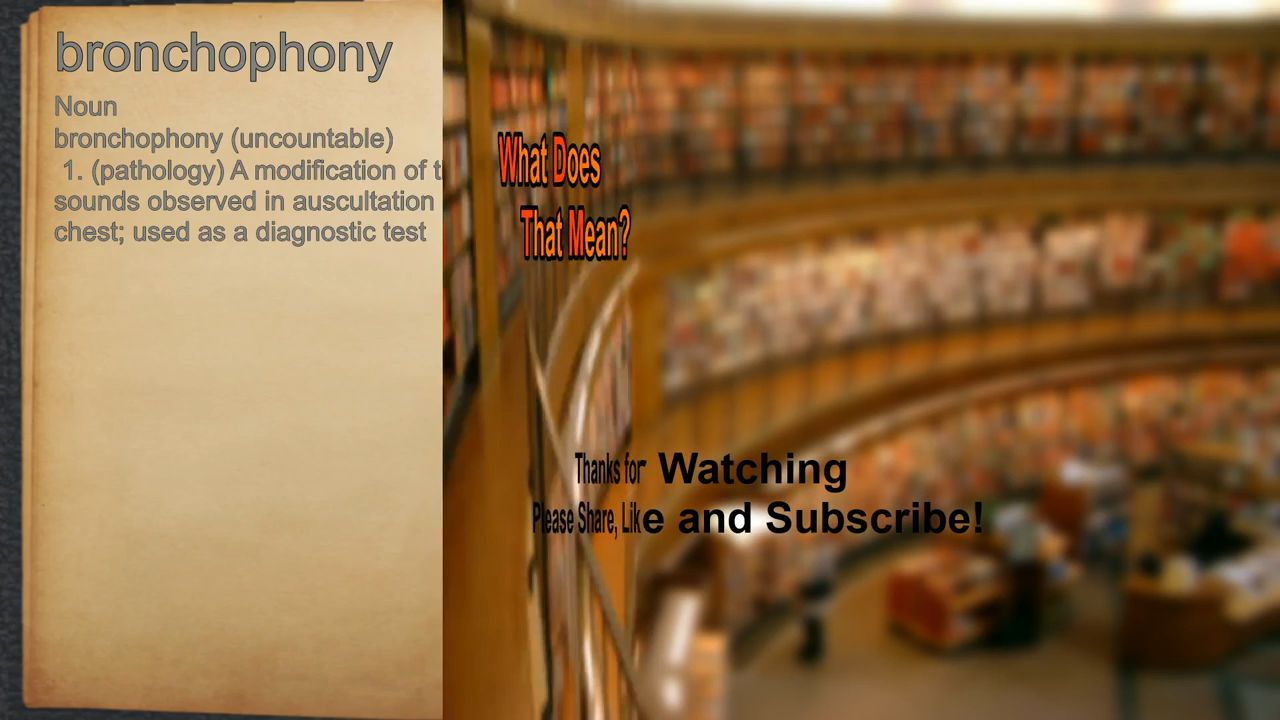 bronchophony
Noun
bronchophony (uncountable)
1. (pathology) A modification of t
sounds observed in auscultation
chest; used as a diagnostic test
What Does
That Mean?
Thanks for Watching
Please Share, Like and Subscribe!